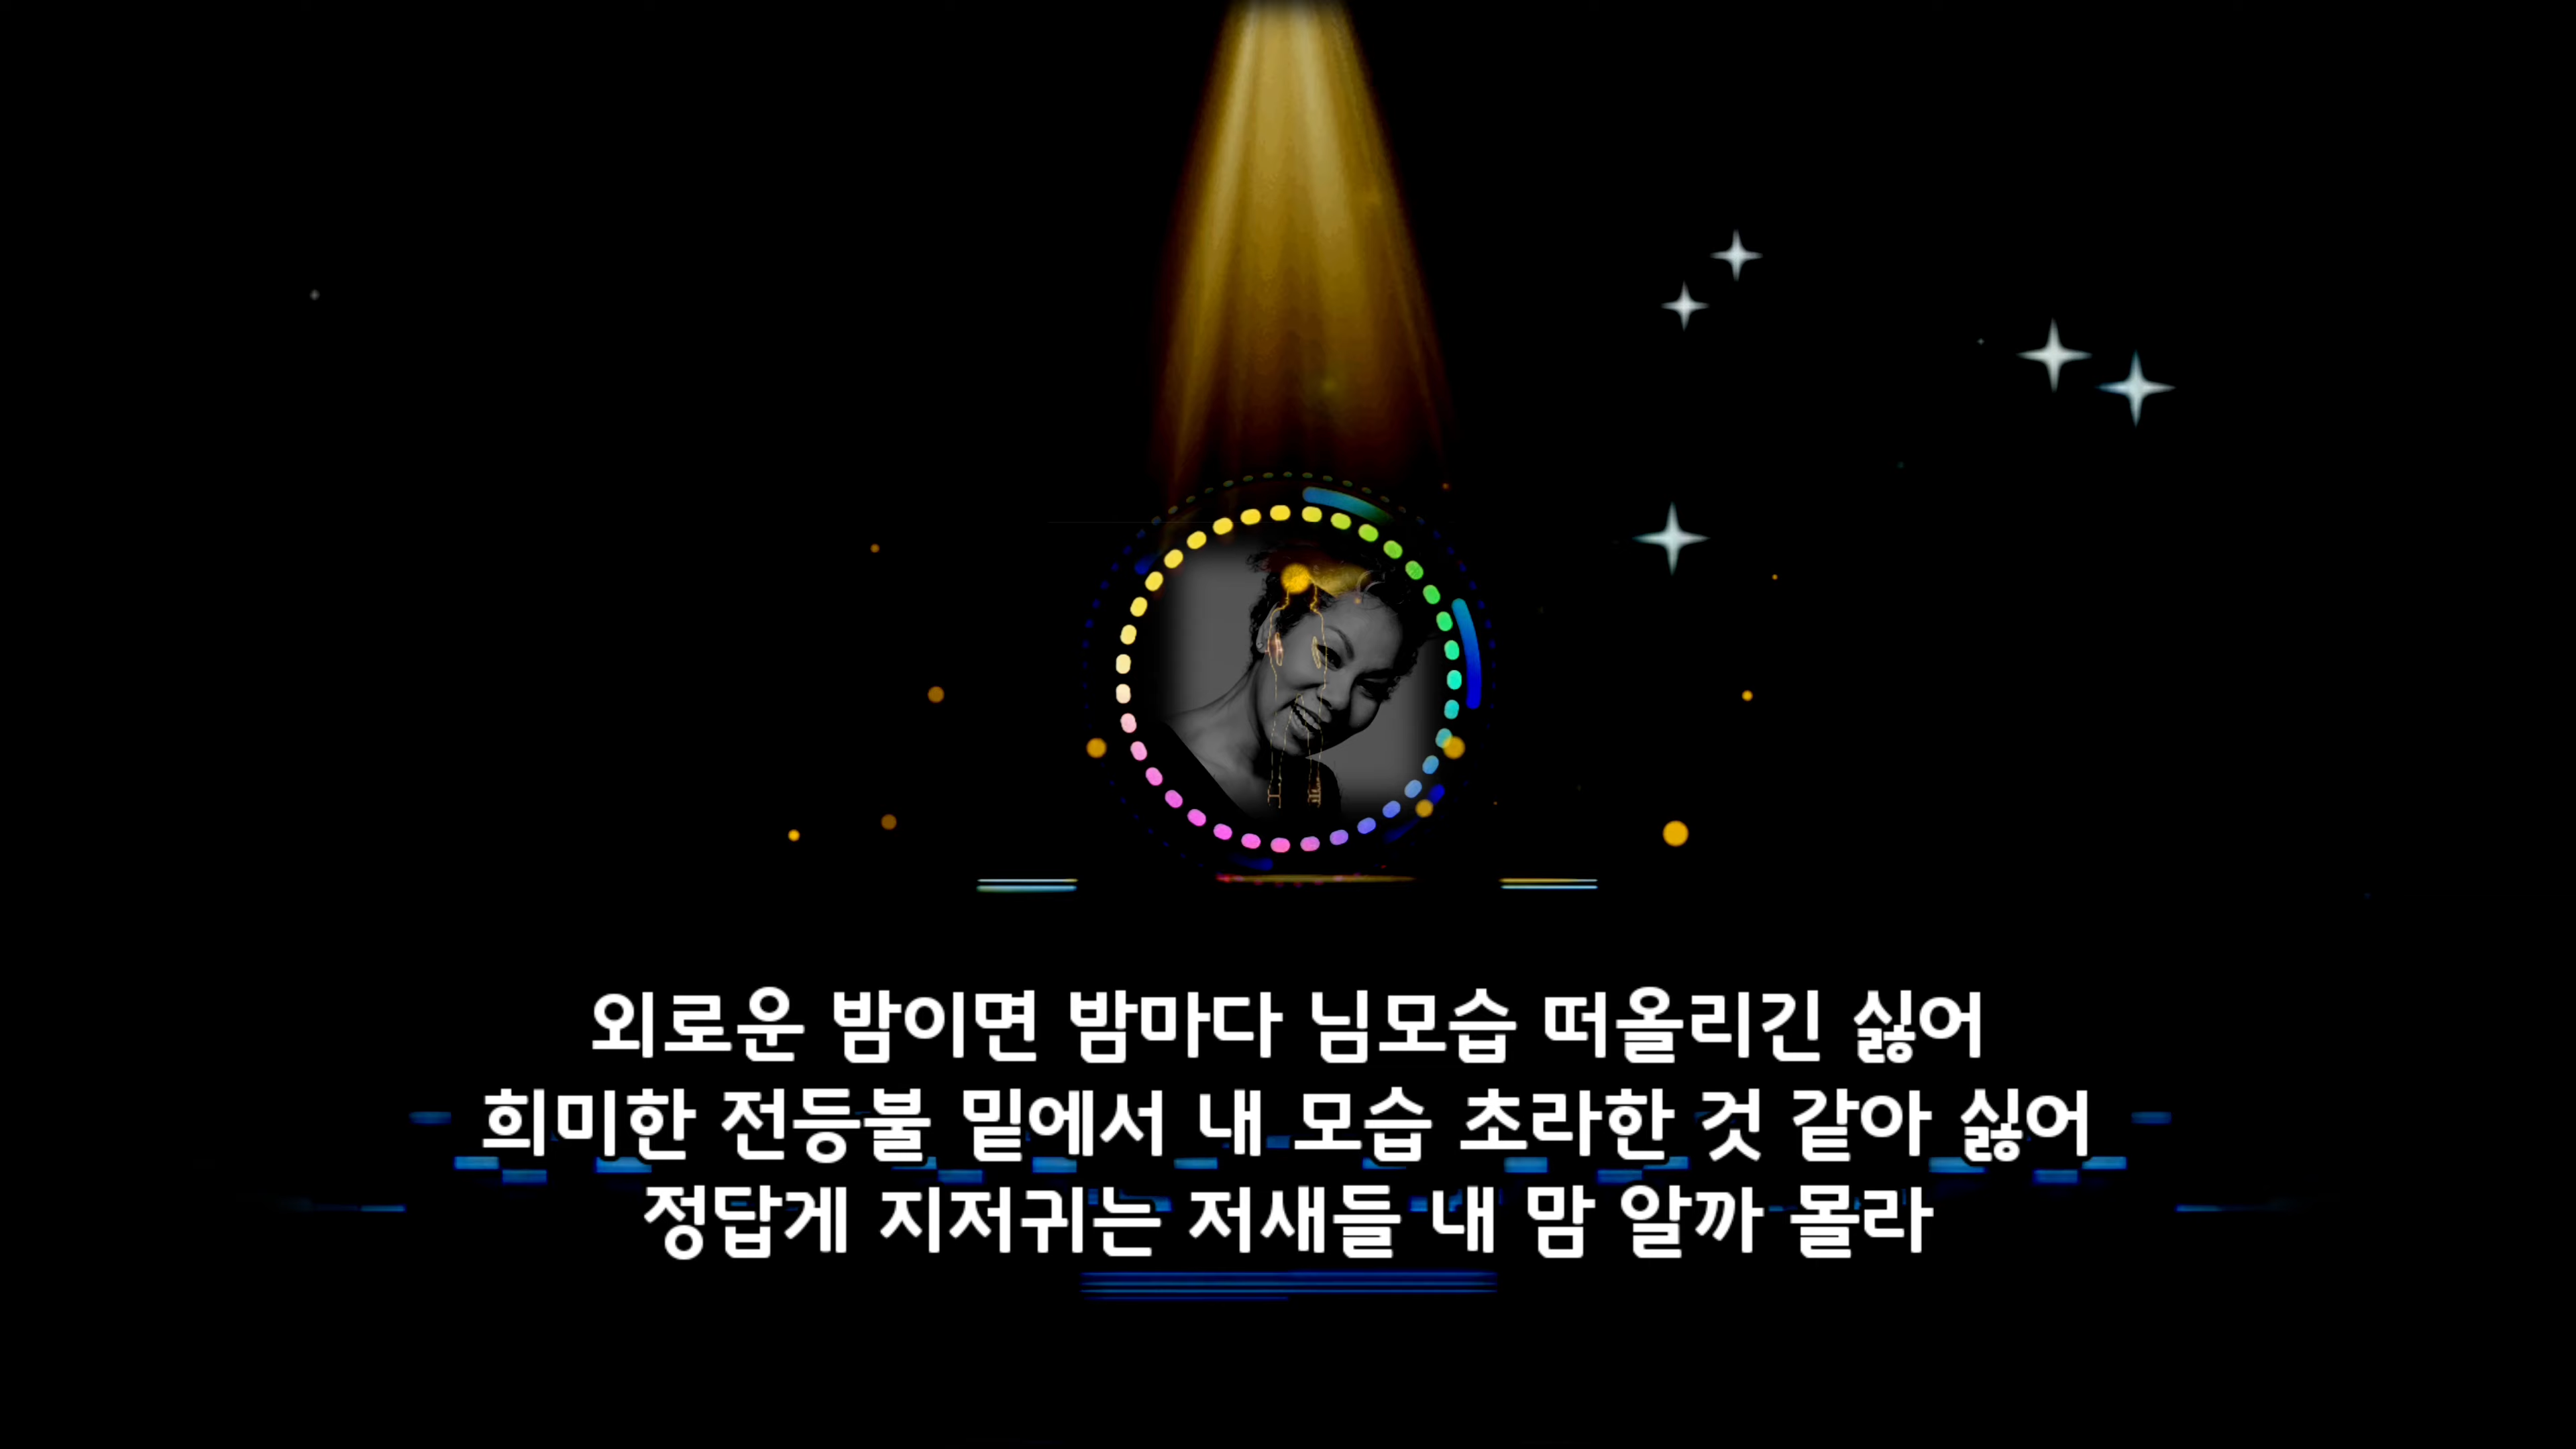 외로운 밤이면 밤마다 님모습 떠올리긴 싫어
희미한 전등불 밑에서 내 모습 초라한 것 같아 싫어
정답게 지저귀는 저새들 내 맘 알까 몰라